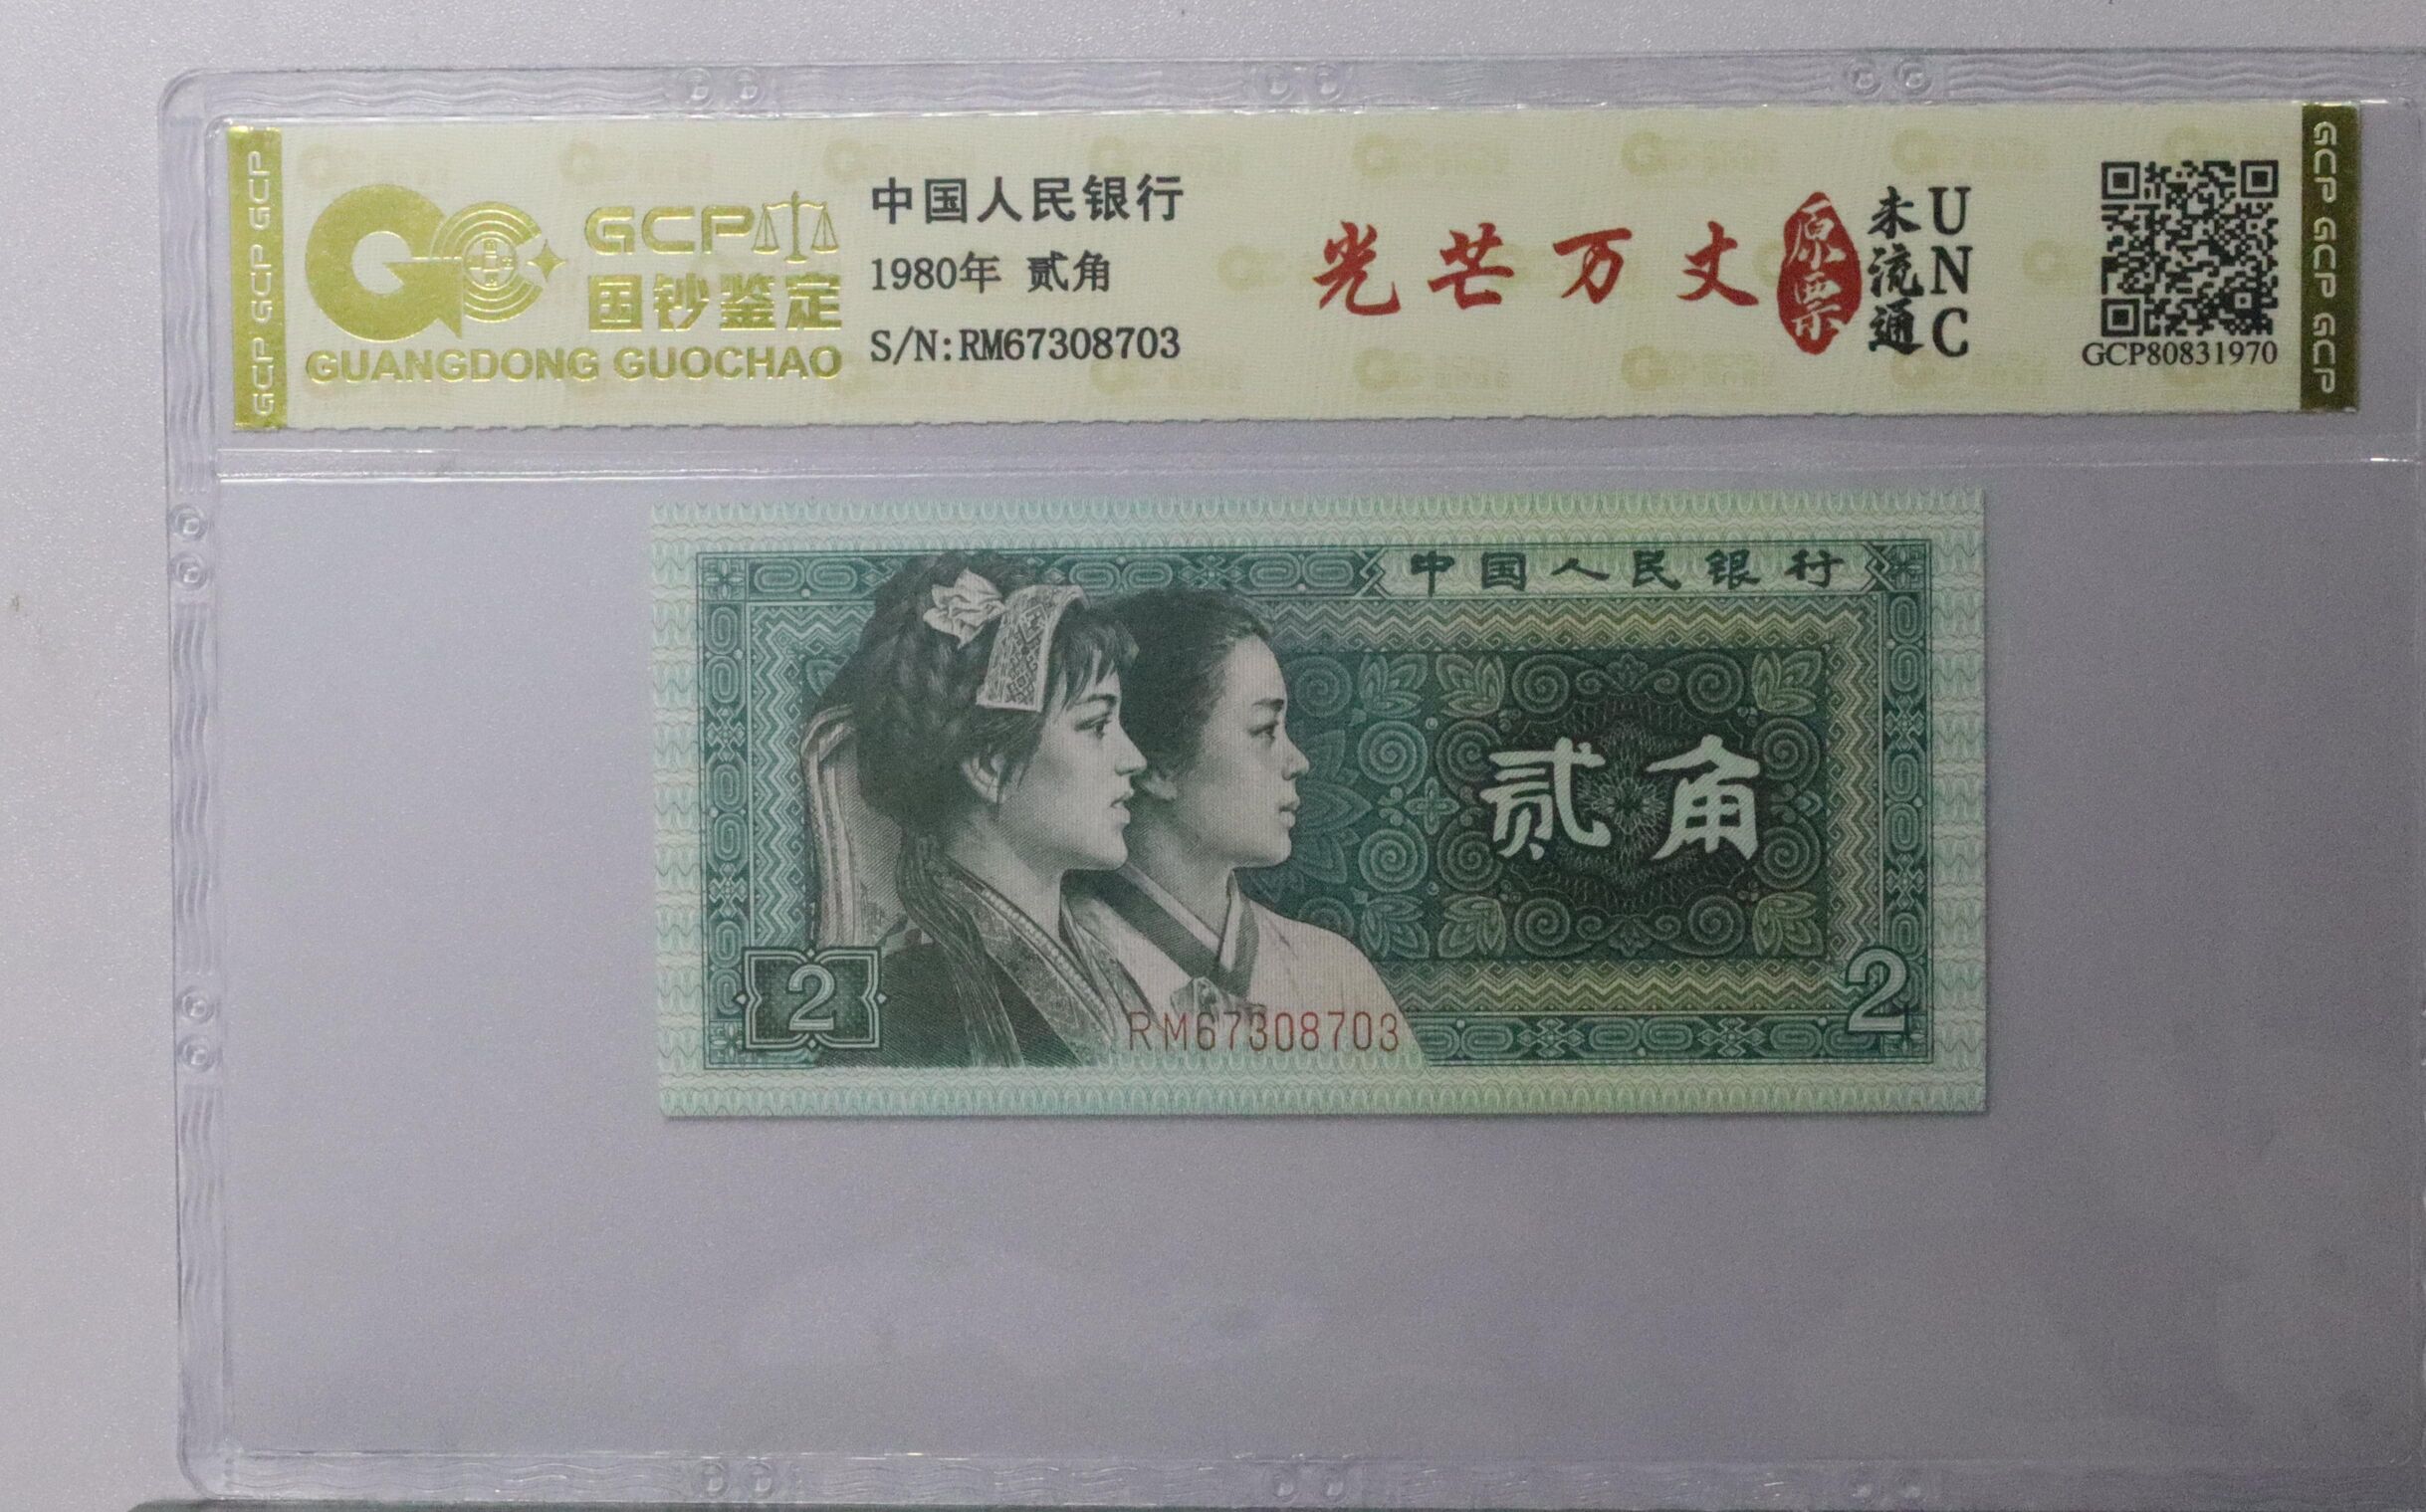 GCP GCP GCP
GCP
国钞鉴定
GUANGDONG GUOCHAO
中国人民银行
1980年 贰角
S/N:RM67308703
光芒万丈
原票
未流通
UNC
GCP80831970
GCP GCP GCP
中国人民银行
贰角
2
RM67308703
2